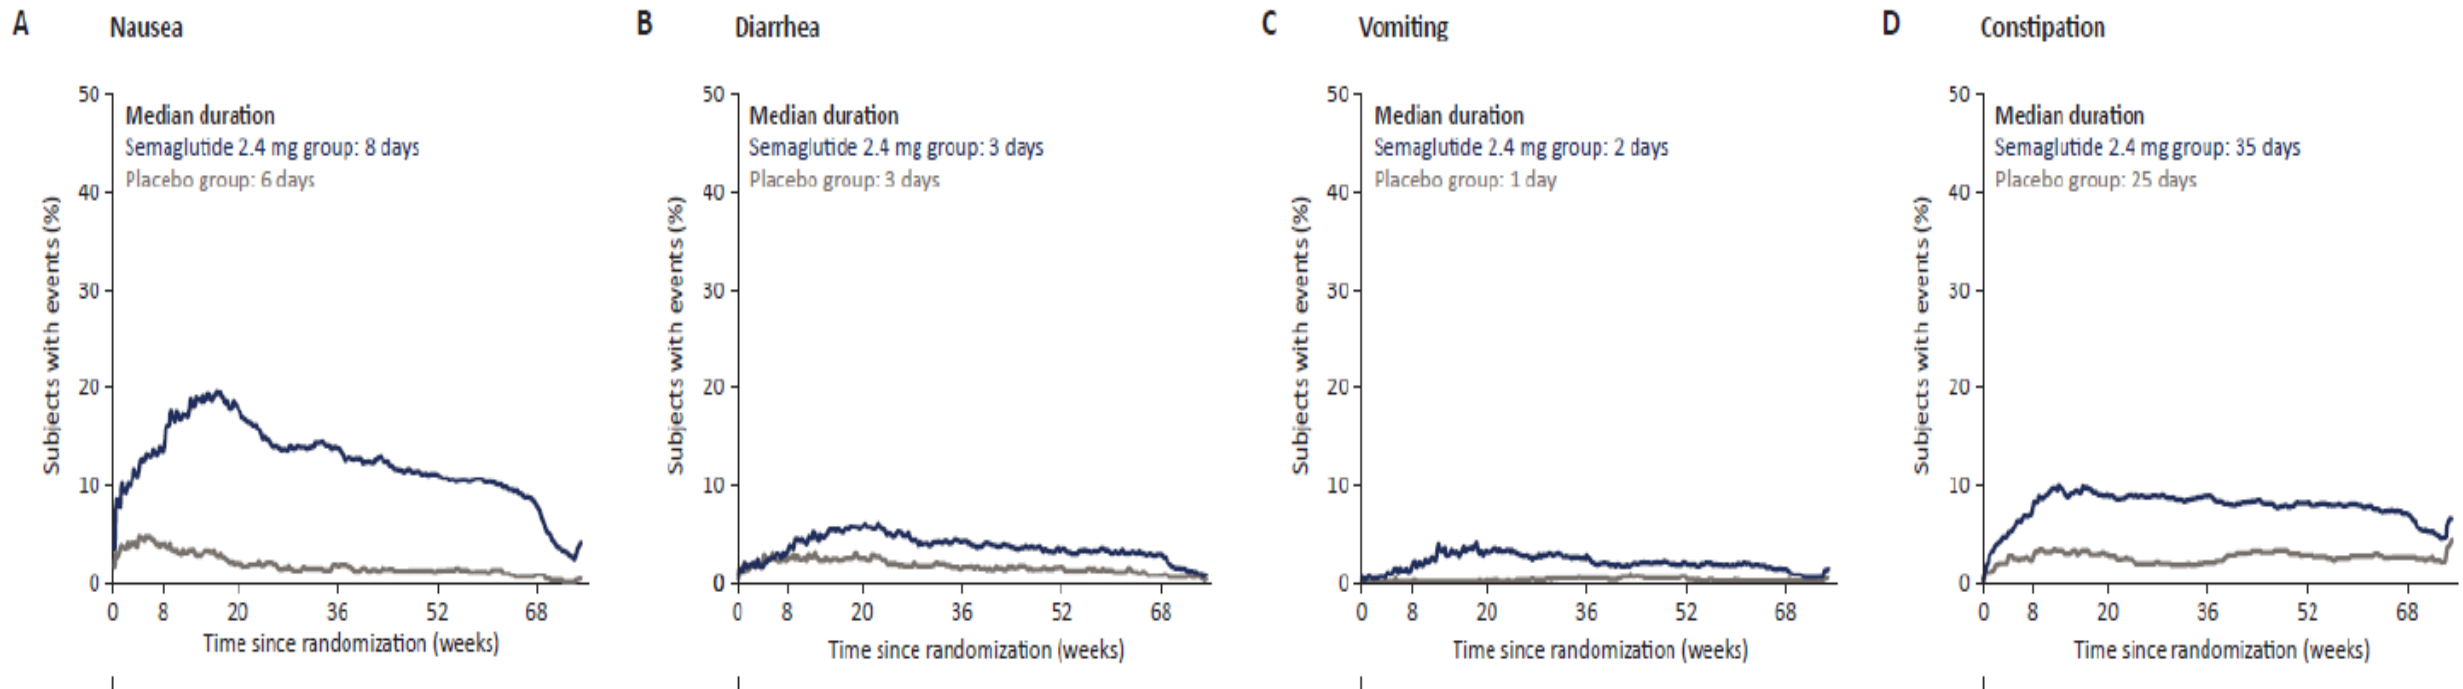 A Nausea
50
40
30
20
10
0
Subjects with events (%)
Median duration
Semaglutide 2.4 mg group: 8 days
Placebo group: 6 days
0 8 20 36 52 68
Time since randomization (weeks)
B Diarrhea
50
40
30
20
10
0
Subjects with events (%)
Median duration
Semaglutide 2.4 mg group: 3 days
Placebo group: 3 days
0 8 20 36 52 68
Time since randomization (weeks)
C Vomiting
50
40
30
20
10
0
Subjects with events (%)
Median duration
Semaglutide 2.4 mg group: 2 days
Placebo group: 1 day
0 8 20 36 52 68
Time since randomization (weeks)
D Constipation
50
40
30
20
10
0
Subjects with events (%)
Median duration
Semaglutide 2.4 mg group: 35 days
Placebo group: 25 days
0 8 20 36 52 68
Time since randomization (weeks)